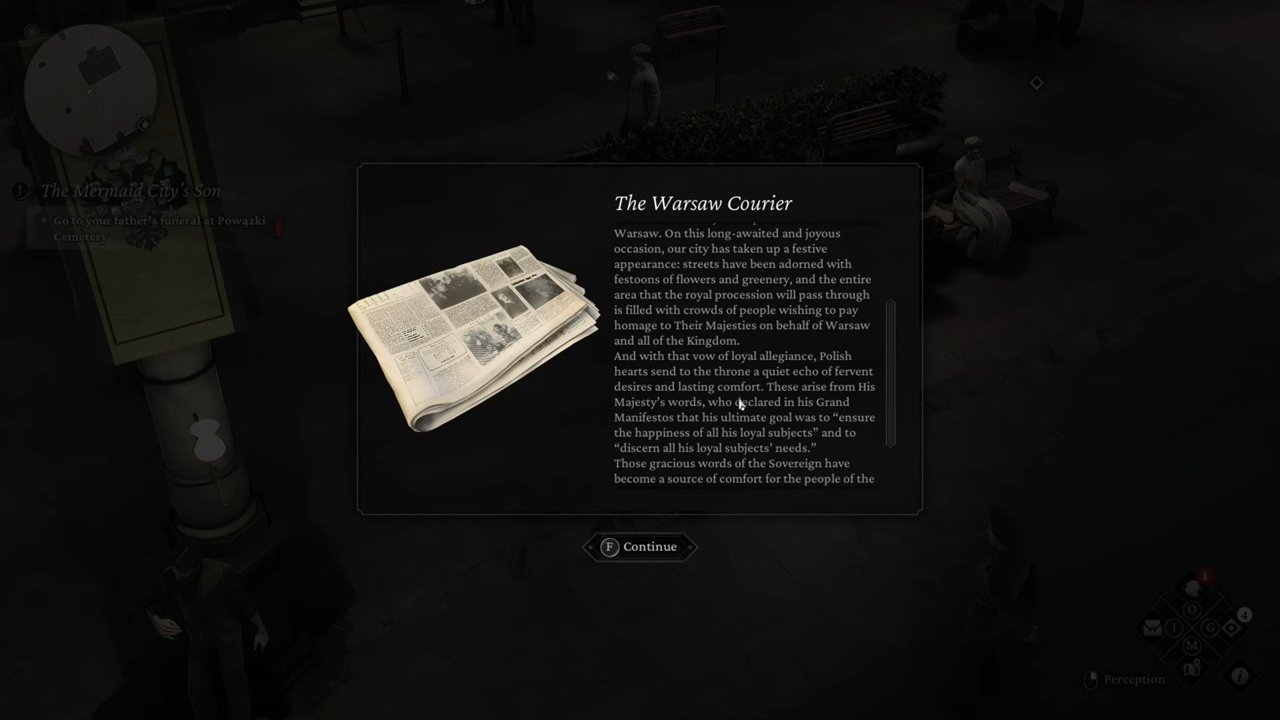 The Mermaid City's Son
Go to your father's funeral at Powązki
Cemetery
The Warsaw Courier
Warsaw. On this long-awaited and joyous
occasion, our city has taken up a festive
appearance: streets have been adorned with
festoons of flowers and greenery, and the entire
area that the royal procession will pass through
is filled with crowds of people wishing to pay
homage to Their Majesties on behalf of Warsaw
and all of the Kingdom.
And with that vow of loyal allegiance, Polish
hearts send to the throne a quiet echo of fervent
desires and lasting comfort. These arise from His
Majesty's words, who declared in his Grand
Manifestos that his ultimate goal was to “ensure
the happiness of all his loyal subjects” and to
“discern all his loyal subjects' needs.”
Those gracious words of the Sovereign have
become a source of comfort for the people of the
F Continue
1
O
4
I G
M
Perception